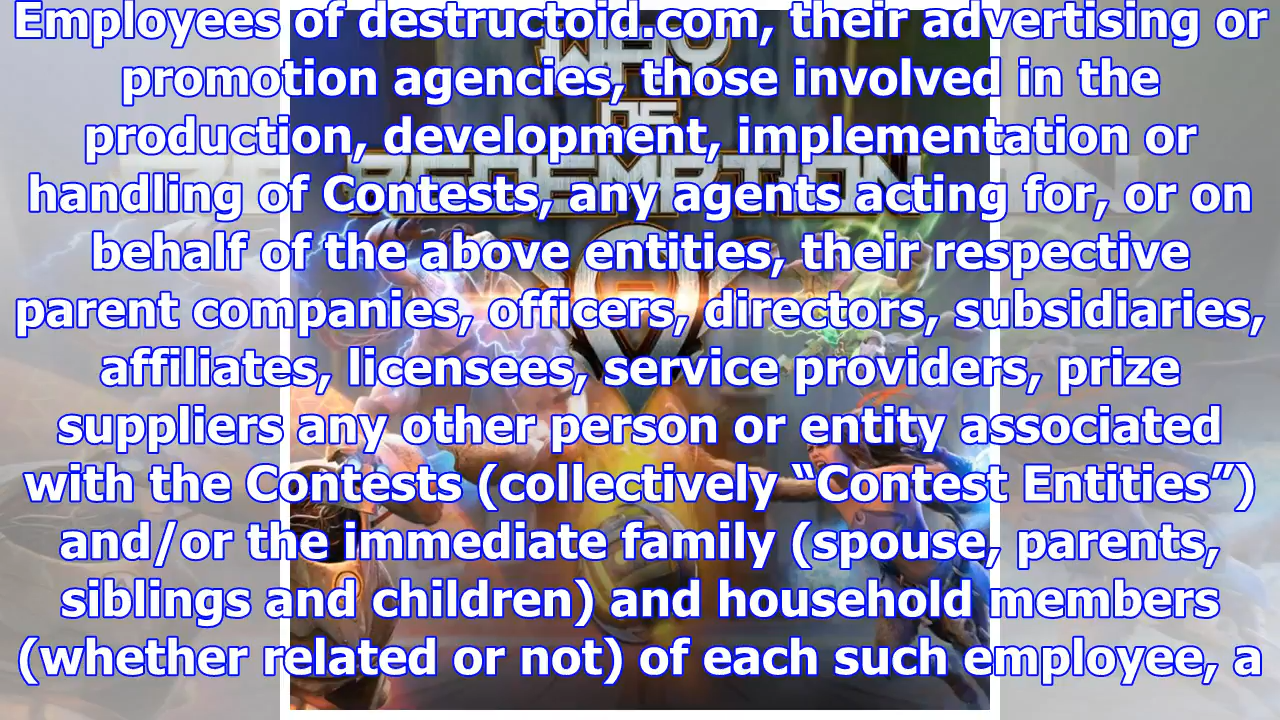 Employees of destructoid.com, their advertising or
promotion agencies, those involved in the
production, development, implementation or
handling of Contests, any agents acting for, or on
behalf of the above entities, their respective
parent companies, officers, directors, subsidiaries,
affiliates, licensees, service providers, prize
suppliers any other person or entity associated
with the Contests (collectively “Contest Entities”)
and/or the immediate family (spouse, parents,
siblings and children) and household members
(whether related or not) of each such employee, a
REDEMPTION